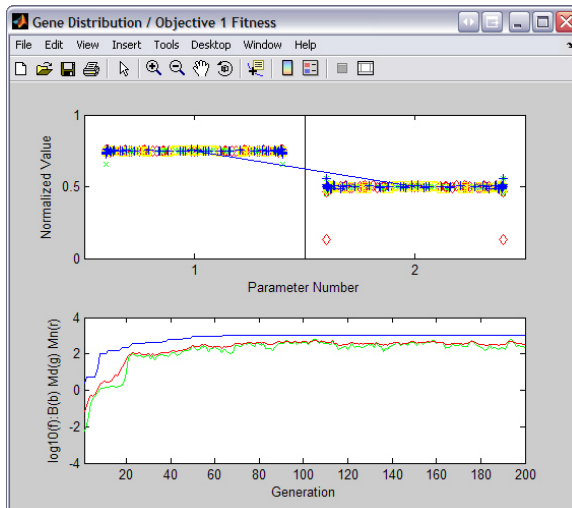 Gene Distribution / Objective 1 Fitness
File Edit View Insert Tools Desktop Window Help
1
0.5
0
Normalized Value
1 2
Parameter Number
4
2
0
-2
-4
log10(f):B(b) Md(g) Mn(r)
20 40 60 80 100 120 140 160 180 200
Generation